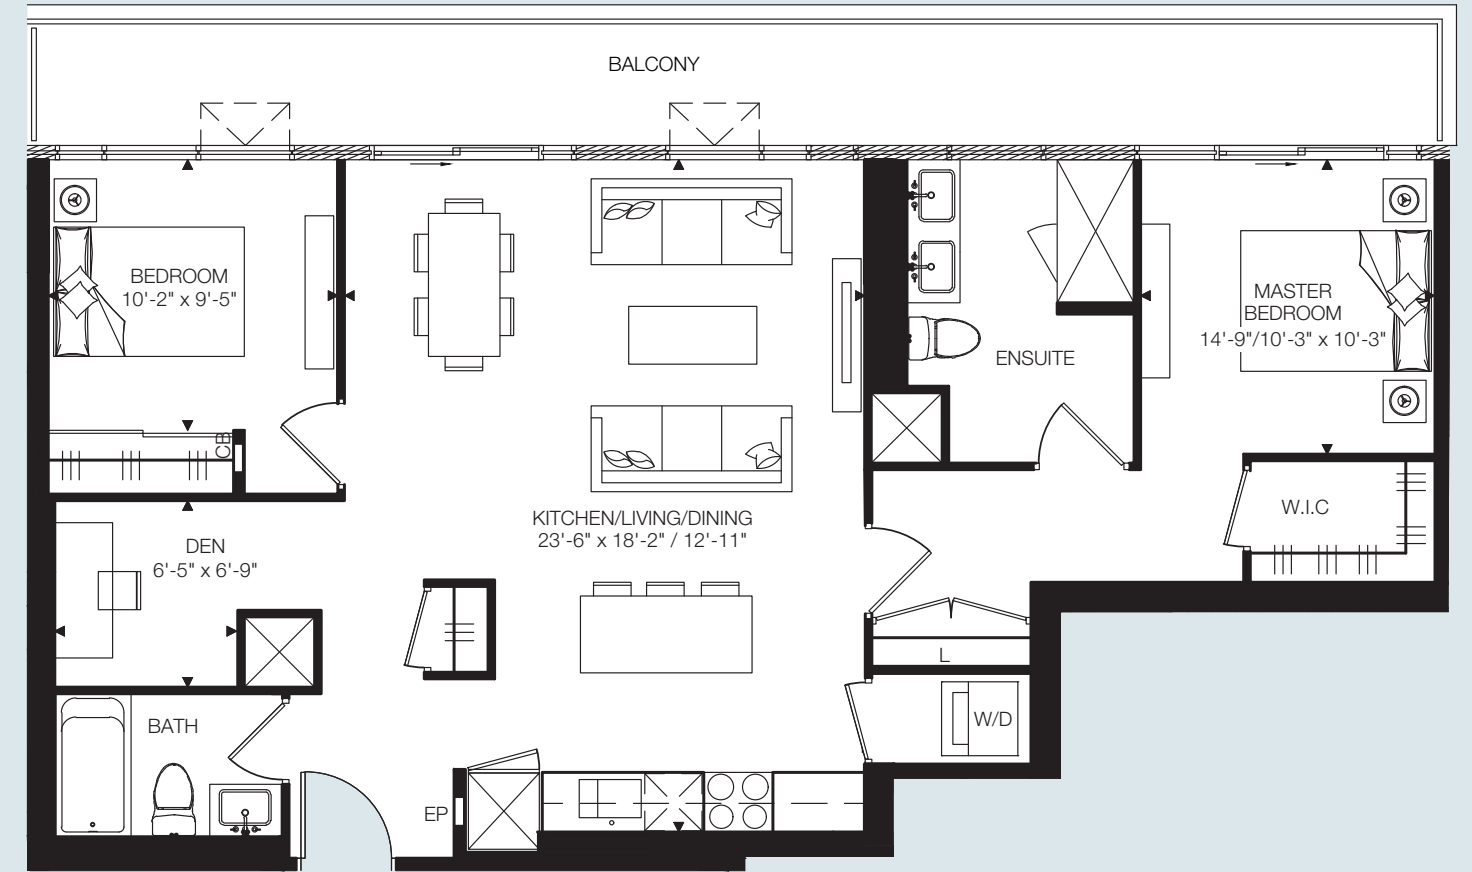 BALCONY
BEDROOM
10'-2" x 9'-5"
MASTER
BEDROOM
14'-9"/10'-3" x 10'-3"
ENSUITE
CB
W.I.C
KITCHEN/LIVING/DINING
23'-6" x 18'-2" / 12'-11"
DEN
6'-5" x 6'-9"
L
W/D
BATH
EP